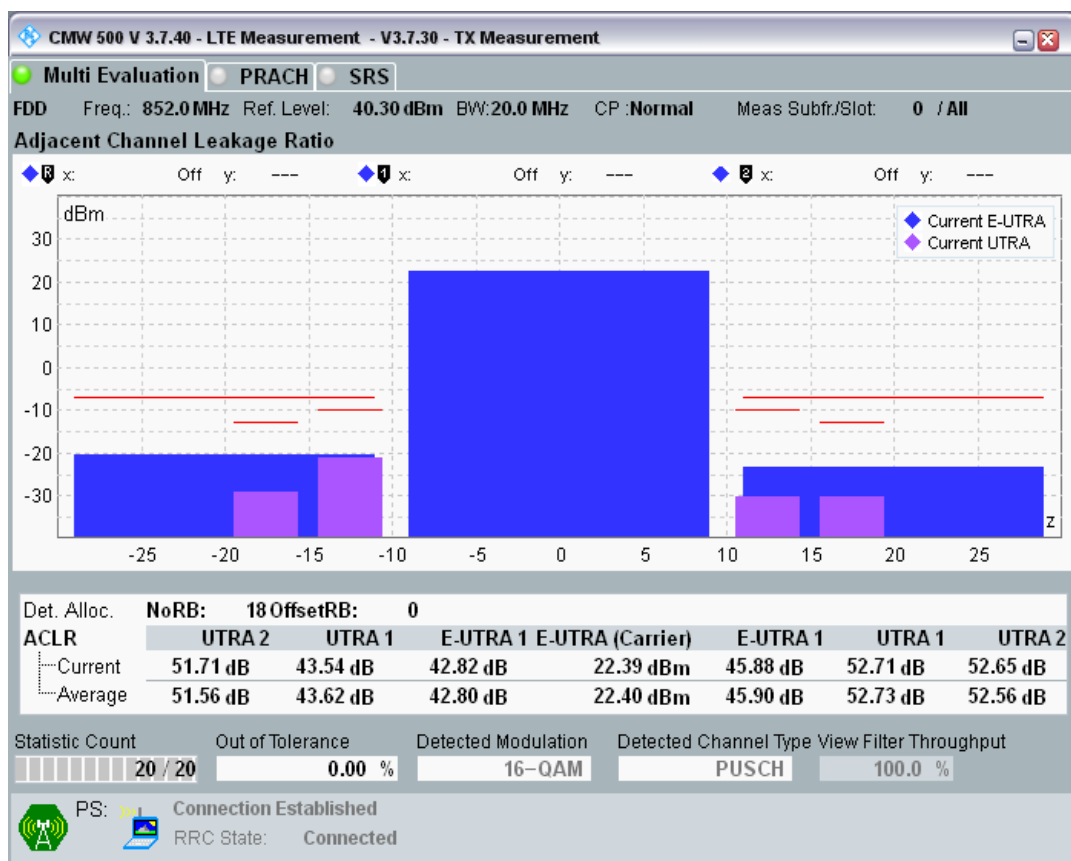 CMW 500 V 3.7.40 - LTE Measurement - V3.7.30 - TX Measurement
Multi Evaluation PRACH SRS
FDD Freq.: 852.0 MHz Ref. Level: 40.30 dBm BW:20.0 MHz CP :Normal Meas Subfr./Slot: 0 / All
Adjacent Channel Leakage Ratio
R x: Off y: --- 1 x: Off y: --- 2 x: Off y: ---
dBm
Current E-UTRA
Current UTRA
30
20
10
0
-10
-20
-30
z
-25 -20 -15 -10 -5 0 5 10 15 20 25
Det. Alloc. NoRB: 18 OffsetRB: 0
ACLR UTRA 2 UTRA 1 E-UTRA 1 E-UTRA (Carrier) E-UTRA 1 UTRA 1 UTRA 2
Current 51.71 dB 43.54 dB 42.82 dB 22.39 dBm 45.88 dB 52.71 dB 52.65 dB
Average 51.56 dB 43.62 dB 42.80 dB 22.40 dBm 45.90 dB 52.73 dB 52.56 dB
Statistic Count Out of Tolerance Detected Modulation Detected Channel Type View Filter Throughput
20 / 20 0.00 % 16-QAM PUSCH 100.0 %
PS: Connection Established
RRC State: Connected